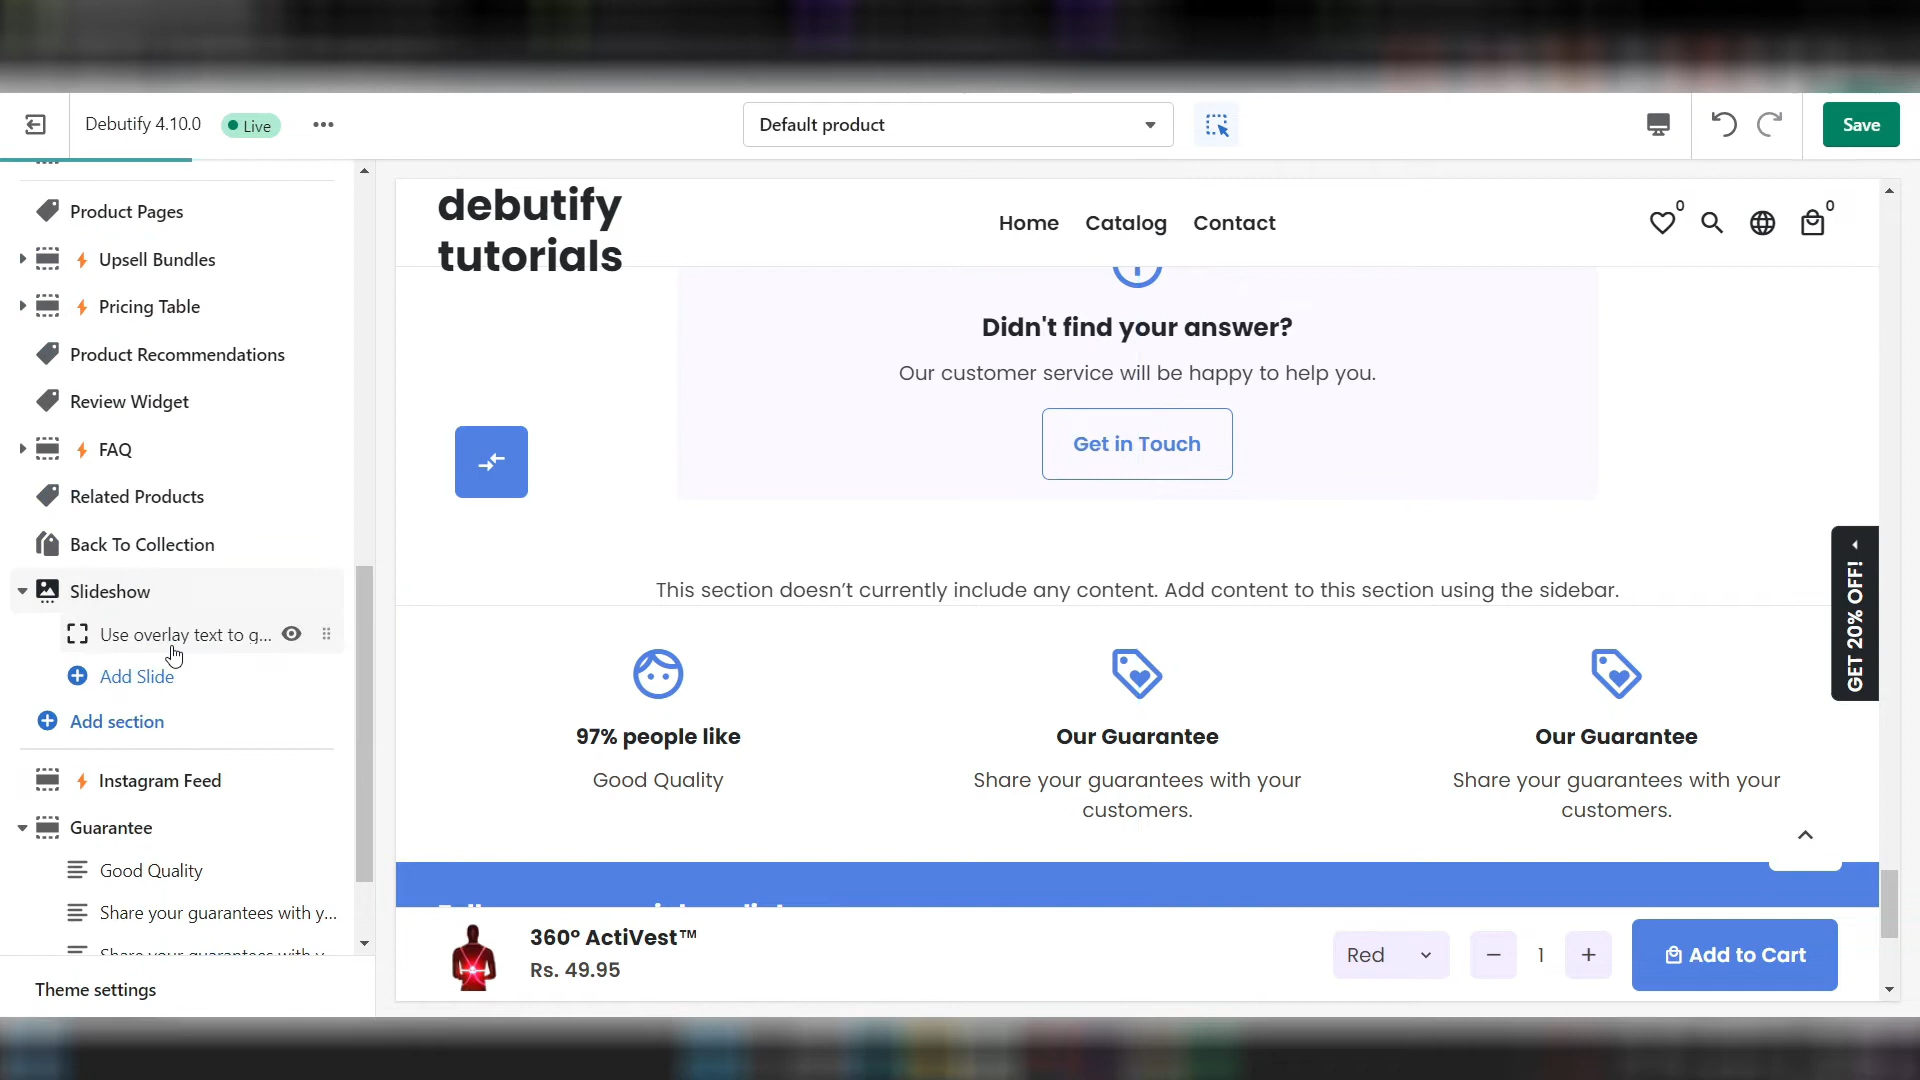 Debutify 4.10.0
Live
Default product
Save
Product Pages
Upsell Bundles
Pricing Table
Product Recommendations
Review Widget
FAQ
Related Products
Back To Collection
Slideshow
Use overlay text to g...
Add Slide
Add section
Instagram Feed
Guarantee
Good Quality
Share your guarantees with y...
Theme settings
debutify
tutorials
Home
Catalog
Contact
0
0
Didn't find your answer?
Our customer service will be happy to help you.
Get in Touch
This section doesn’t currently include any content. Add content to this section using the sidebar.
GET 20% OFF!
97% people like
Good Quality
Our Guarantee
Share your guarantees with your
customers.
Our Guarantee
Share your guarantees with your
customers.
360° ActiVest™
Rs. 49.95
Red
1
Add to Cart